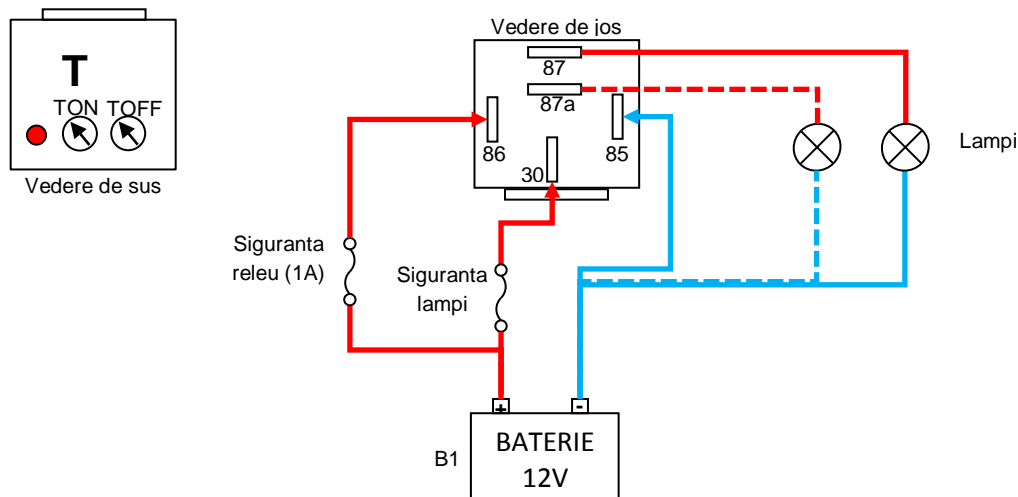 T
TON TOFF
Vedere de sus
Vedere de jos
87
87a
86
85
30
Lampi
Siguranta
releu (1A)
Siguranta
lampi
+
-
B1
BATERIE
12V